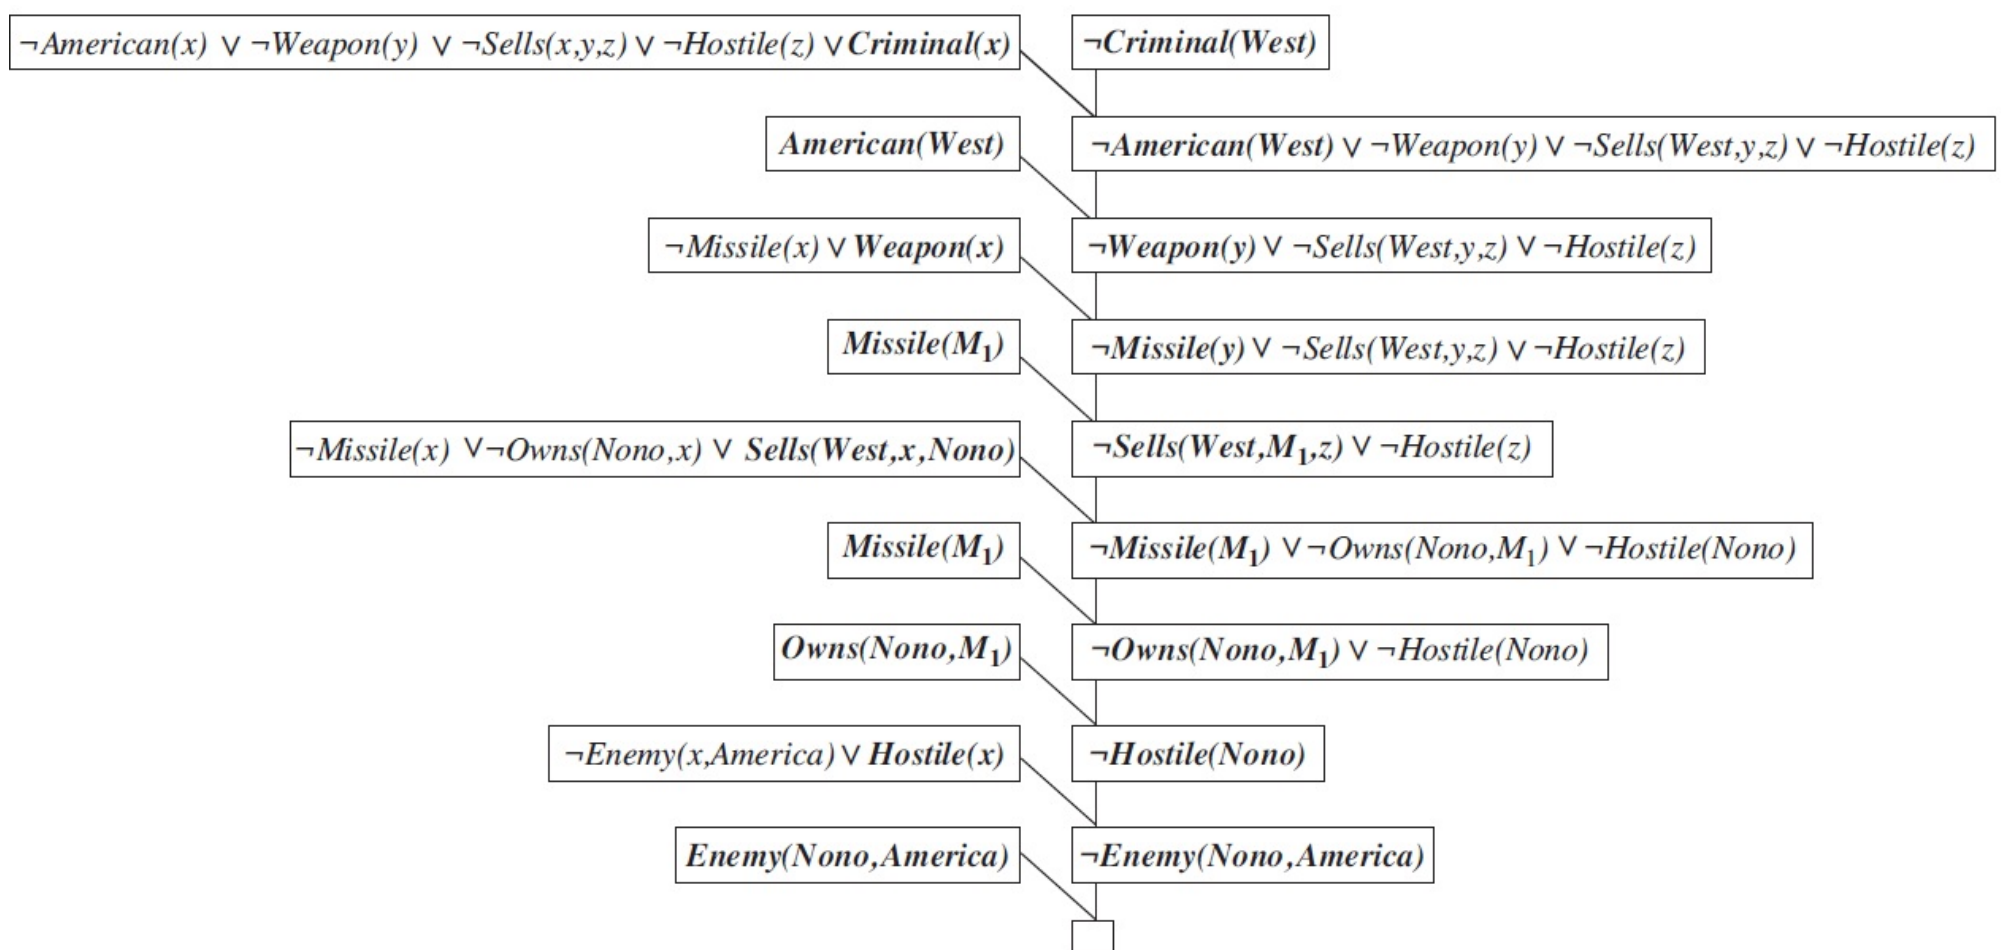 ¬American(x) ∨ ¬Weapon(y) ∨ ¬Sells(x,y,z) ∨ ¬Hostile(z) ∨ Criminal(x)
¬Criminal(West)
American(West)
¬American(West) ∨ ¬Weapon(y) ∨ ¬Sells(West,y,z) ∨ ¬Hostile(z)
¬Missile(x) ∨ Weapon(x)
¬Weapon(y) ∨ ¬Sells(West,y,z) ∨ ¬Hostile(z)
Missile(M₁)
¬Missile(y) ∨ ¬Sells(West,y,z) ∨ ¬Hostile(z)
¬Missile(x) ∨ ¬Owns(Nono,x) ∨ Sells(West,x,Nono)
¬Sells(West,M₁,z) ∨ ¬Hostile(z)
Missile(M₁)
¬Missile(M₁) ∨ ¬Owns(Nono,M₁) ∨ ¬Hostile(Nono)
Owns(Nono,M₁)
¬Owns(Nono,M₁) ∨ ¬Hostile(Nono)
¬Enemy(x,America) ∨ Hostile(x)
¬Hostile(Nono)
Enemy(Nono,America)
¬Enemy(Nono,America)